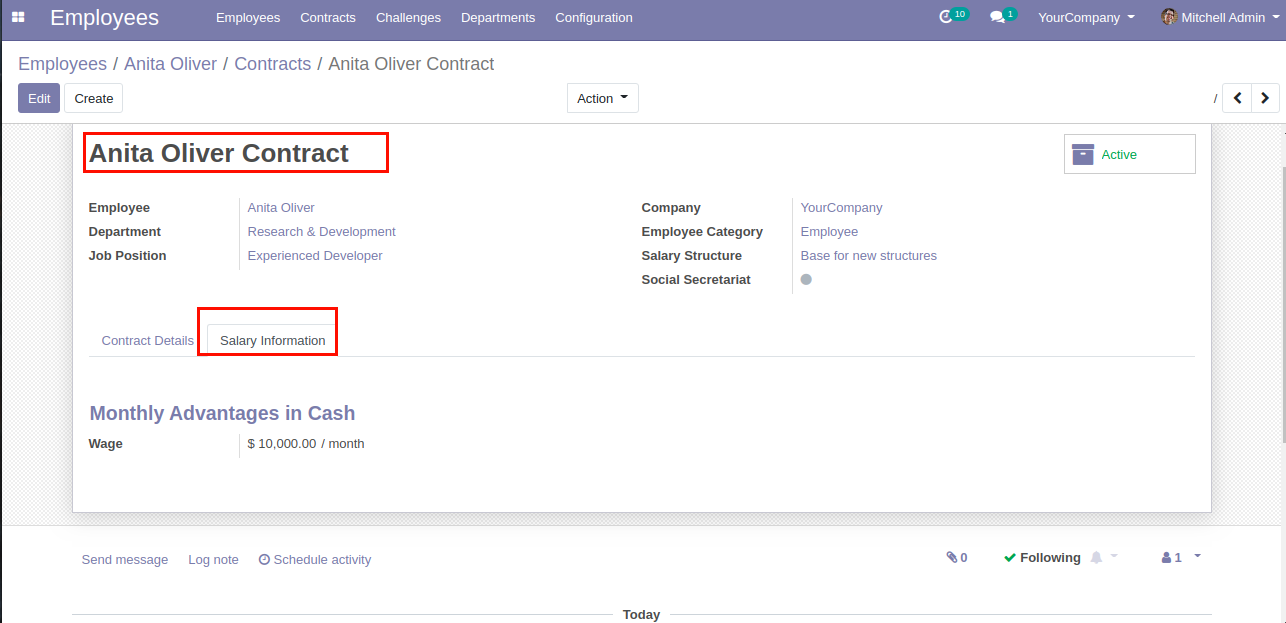 Employees Employees Contracts Challenges Departments Configuration 10 1 YourCompany Mitchell Admin
Employees / Anita Oliver / Contracts / Anita Oliver Contract
Edit Create Action /
Anita Oliver Contract
Active
Employee Anita Oliver Company YourCompany
Department Research & Development Employee Category Employee
Job Position Experienced Developer Salary Structure Base for new structures
Social Secretariat
Contract Details Salary Information
Monthly Advantages in Cash
Wage $ 10,000.00 / month
Send message Log note Schedule activity 0 Following 1
Today